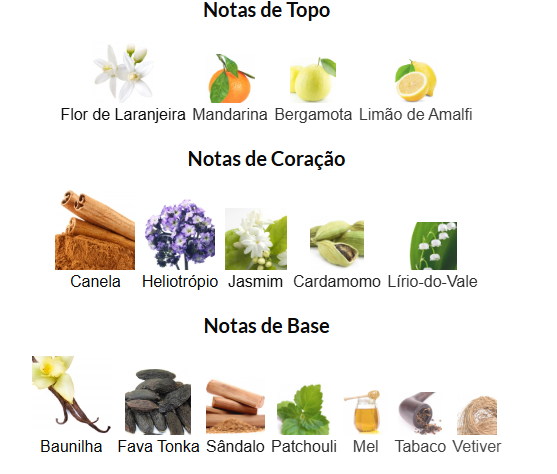 Notas de Topo
Flor de Laranjeira Mandarina Bergamota Limão de Amalfi
Notas de Coração
Canela Heliotrópio Jasmim Cardamomo Lírio-do-Vale
Notas de Base
Baunilha Fava Tonka Sândalo Patchouli Mel Tabaco Vetiver